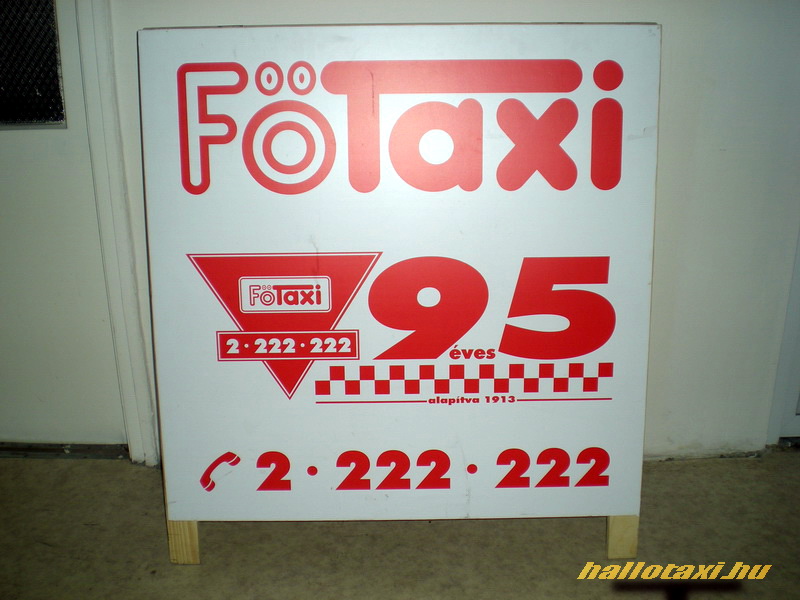 FőTaxi
FőTaxi
2·222·222
95
éves
alapítva 1913
2·222·222
hallotaxi.hu